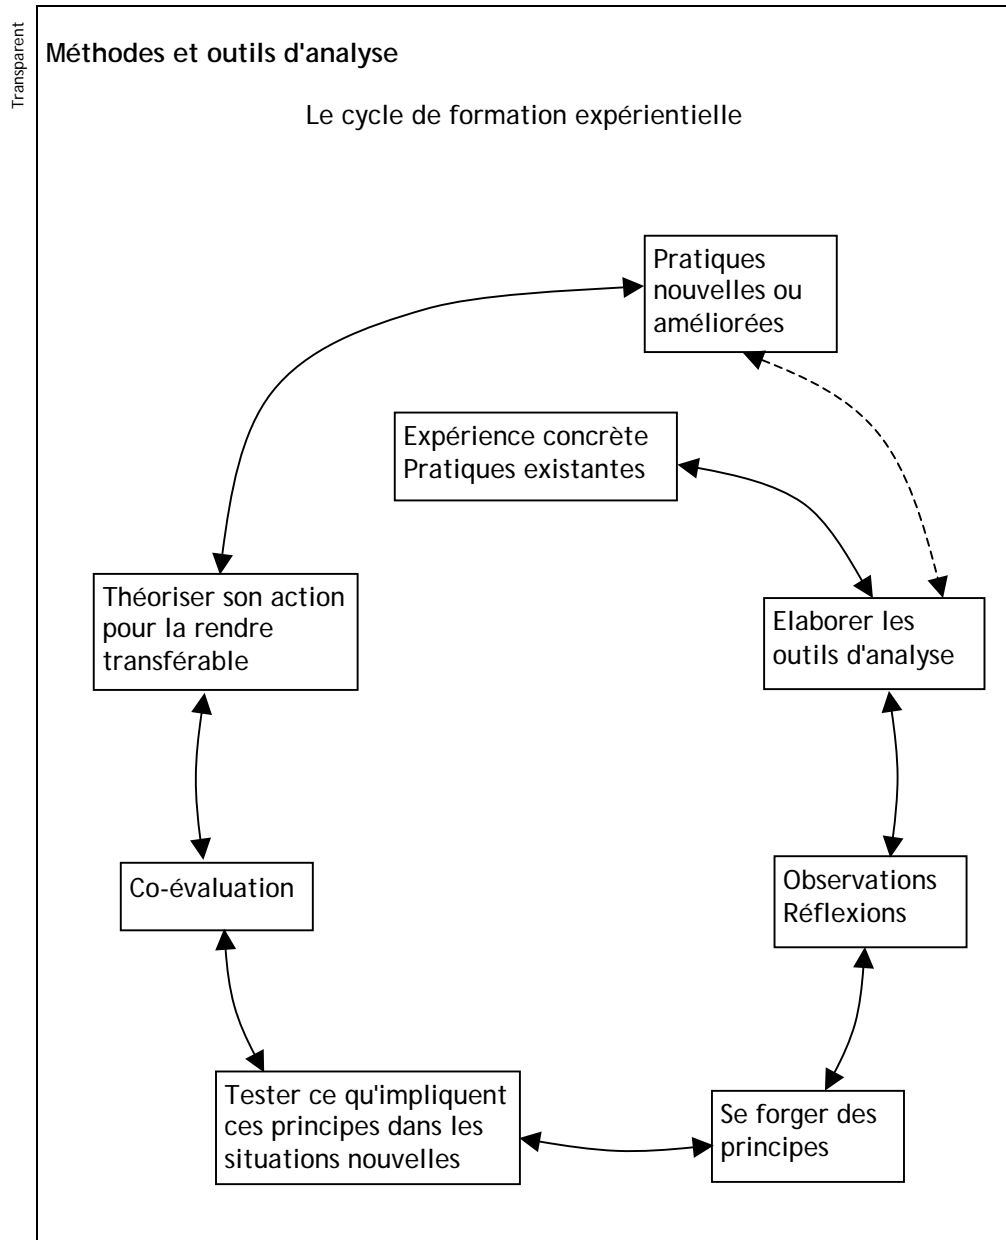 Transparent
Méthodes et outils d'analyse
Le cycle de formation expérientielle
Pratiques
nouvelles ou
améliorées
Expérience concrète
Pratiques existantes
Théoriser son action
pour la rendre
transférable
Elaborer les
outils d'analyse
Co-évaluation
Observations
Réflexions
Tester ce qu'impliquent
ces principes dans les
situations nouvelles
Se forger des
principes